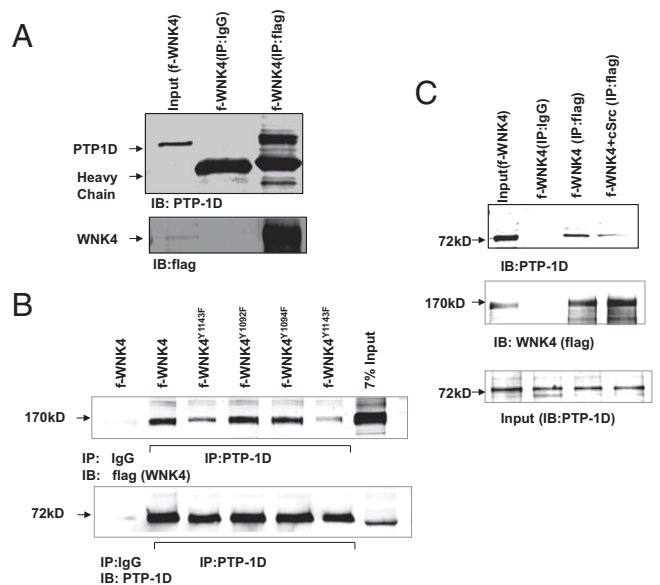 A
Input (f-WNK4)
f-WNK4(IP:IgG)
f-WNK4(IP:flag)
PTP1D
Heavy
Chain
IB: PTP-1D
WNK4
IB:flag
B
f-WNK4
f-WNK4
f-WNK4Y1143F
f-WNK4Y1092F
f-WNK4Y1094F
f-WNK4Y1143F
7% Input
170kD
IP: IgG IP:PTP-1D
IB: flag (WNK4)
72kD
IP:IgG IP:PTP-1D
IB: PTP-1D
C
Input(f-WNK4)
f-WNK4(IP:IgG)
f-WNK4 (IP:flag)
f-WNK4+cSrc (IP:flag)
72kD
IB:PTP-1D
170kD
IB: WNK4 (flag)
72kD
Input (IB:PTP-1D)